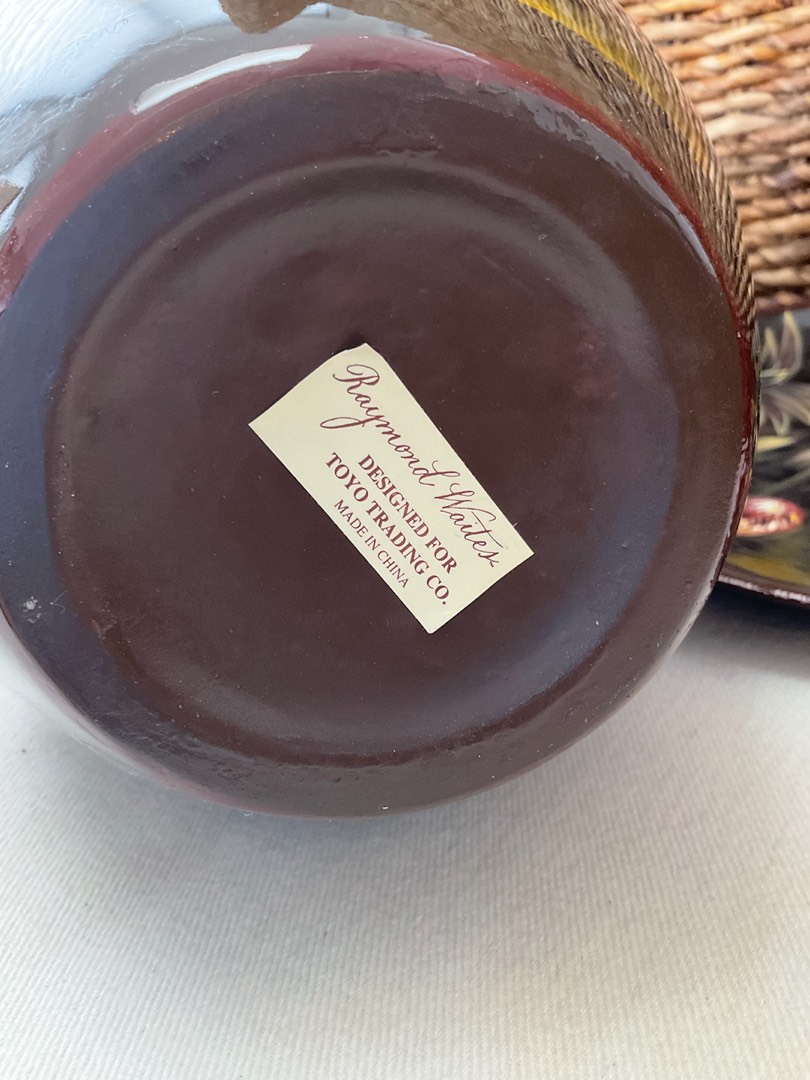 Raymond Waites
DESIGNED FOR
TOYO TRADING CO.
MADE IN CHINA